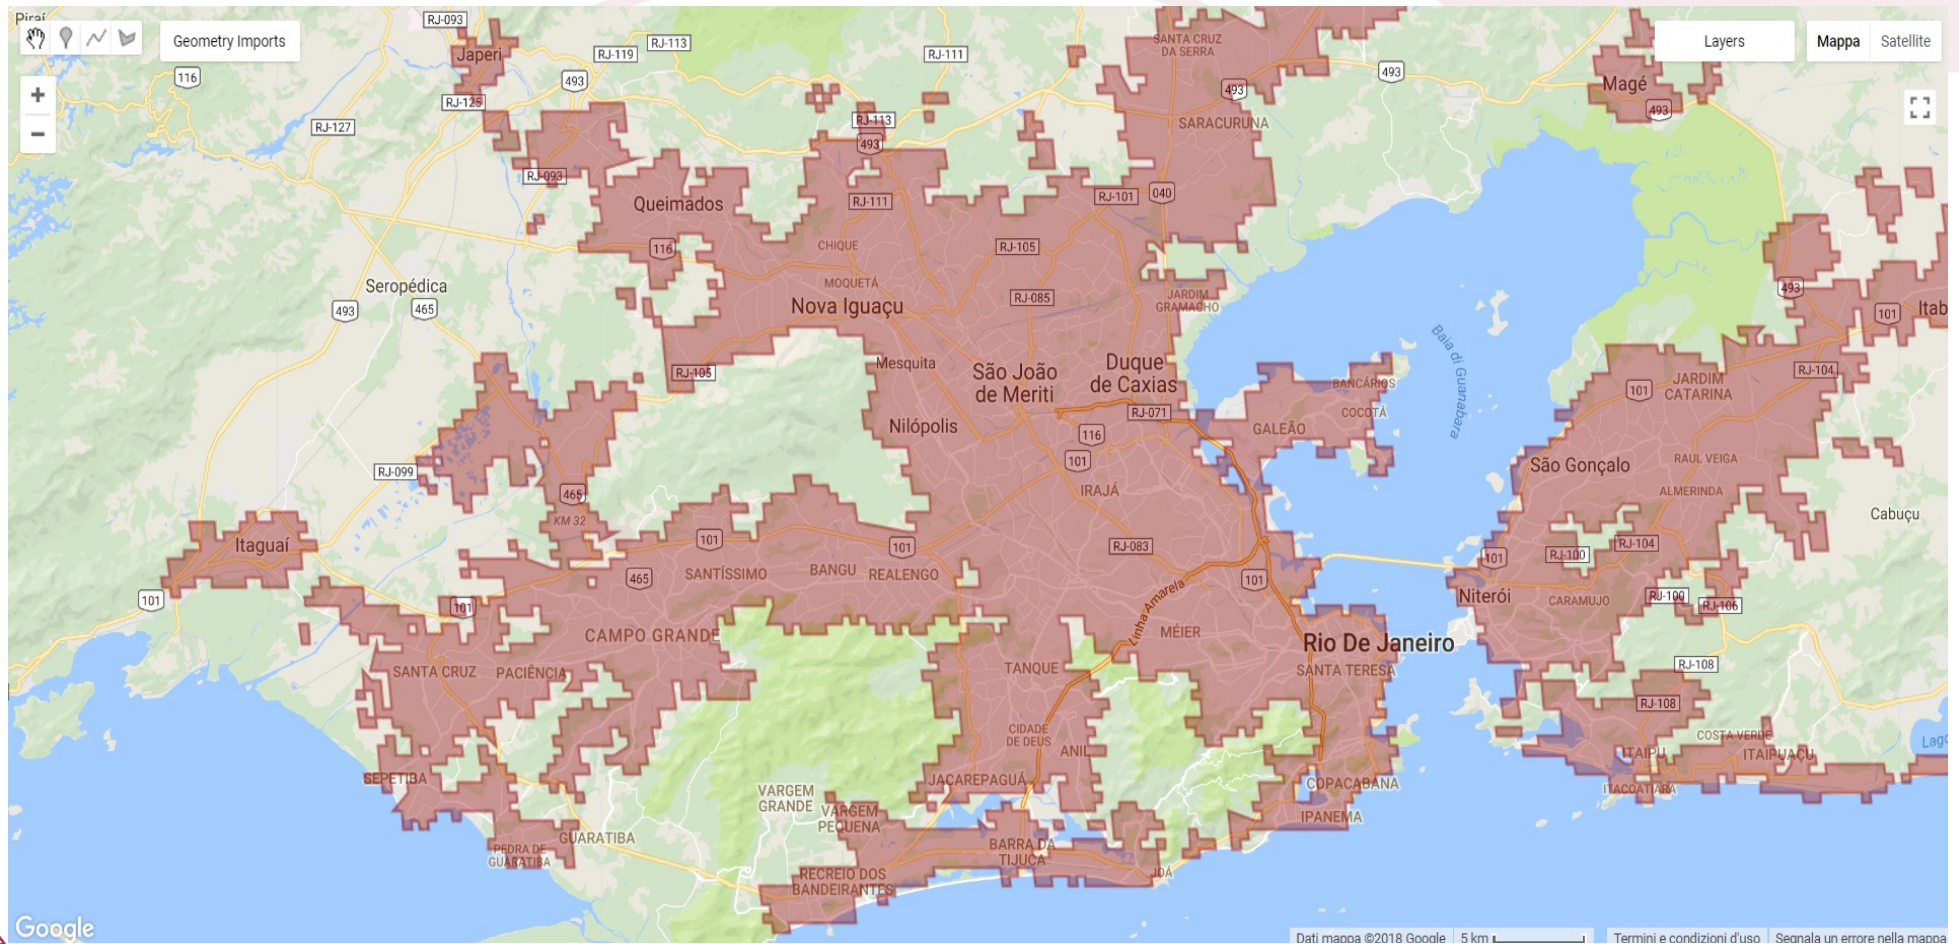 Piraí
Geometry Imports
Layers
Mappa
Satellite
+
−
RJ-093
RJ-113
RJ-119
RJ-111
Japeri
116
493
RJ-125
RJ-127
SANTA CRUZ
DA SERRA
493
493
Magé
493
SARACURUNA
RJ-113
493
RJ-093
Queimados
RJ-111
RJ-101
040
116
CHIQUE
RJ-105
Seropédica
493
465
MOQUETÁ
Nova Iguaçu
RJ-085
JARDIM
GRAMACHO
493
101
Itab
Baia di Guanabara
RJ-105
Mesquita
São João
de Meriti
Duque
de Caxias
BANCÁRIOS
COCOTÁ
RJ-104
101
JARDIM
CATARINA
RJ-071
Nilópolis
116
GALEÃO
101
RJ-099
São Gonçalo
RAUL VEIGA
465
IRAJÁ
ALMERINDA
KM 32
Cabuçu
Itaguaí
101
101
RJ-083
101
RJ-100
RJ-104
465
SANTÍSSIMO
BANGU
REALENGO
101
Linha Amarela
101
101
Niterói
CARAMUJO
RJ-100
RJ-106
CAMPO GRANDE
MÉIER
Rio De Janeiro
SANTA CRUZ
PACIÊNCIA
TANQUE
SANTA TERESA
RJ-108
RJ-108
CIDADE
DE DEUS
ANIL
COSTA VERDE
ITAIPU
ITAIPUAÇU
Lago
SEPETIBA
JACAREPAGUÁ
COPACABANA
ITACOATIARA
VARGEM
GRANDE
VARGEM
PEQUENA
IPANEMA
GUARATIBA
PEDRA DE
GUARATIBA
BARRA DA
TIJUCA
JOÁ
RECREIO DOS
BANDEIRANTES
Google
Dati mappa ©2018 Google
5 km
Termini e condizioni d'uso
Segnala un errore nella mappa